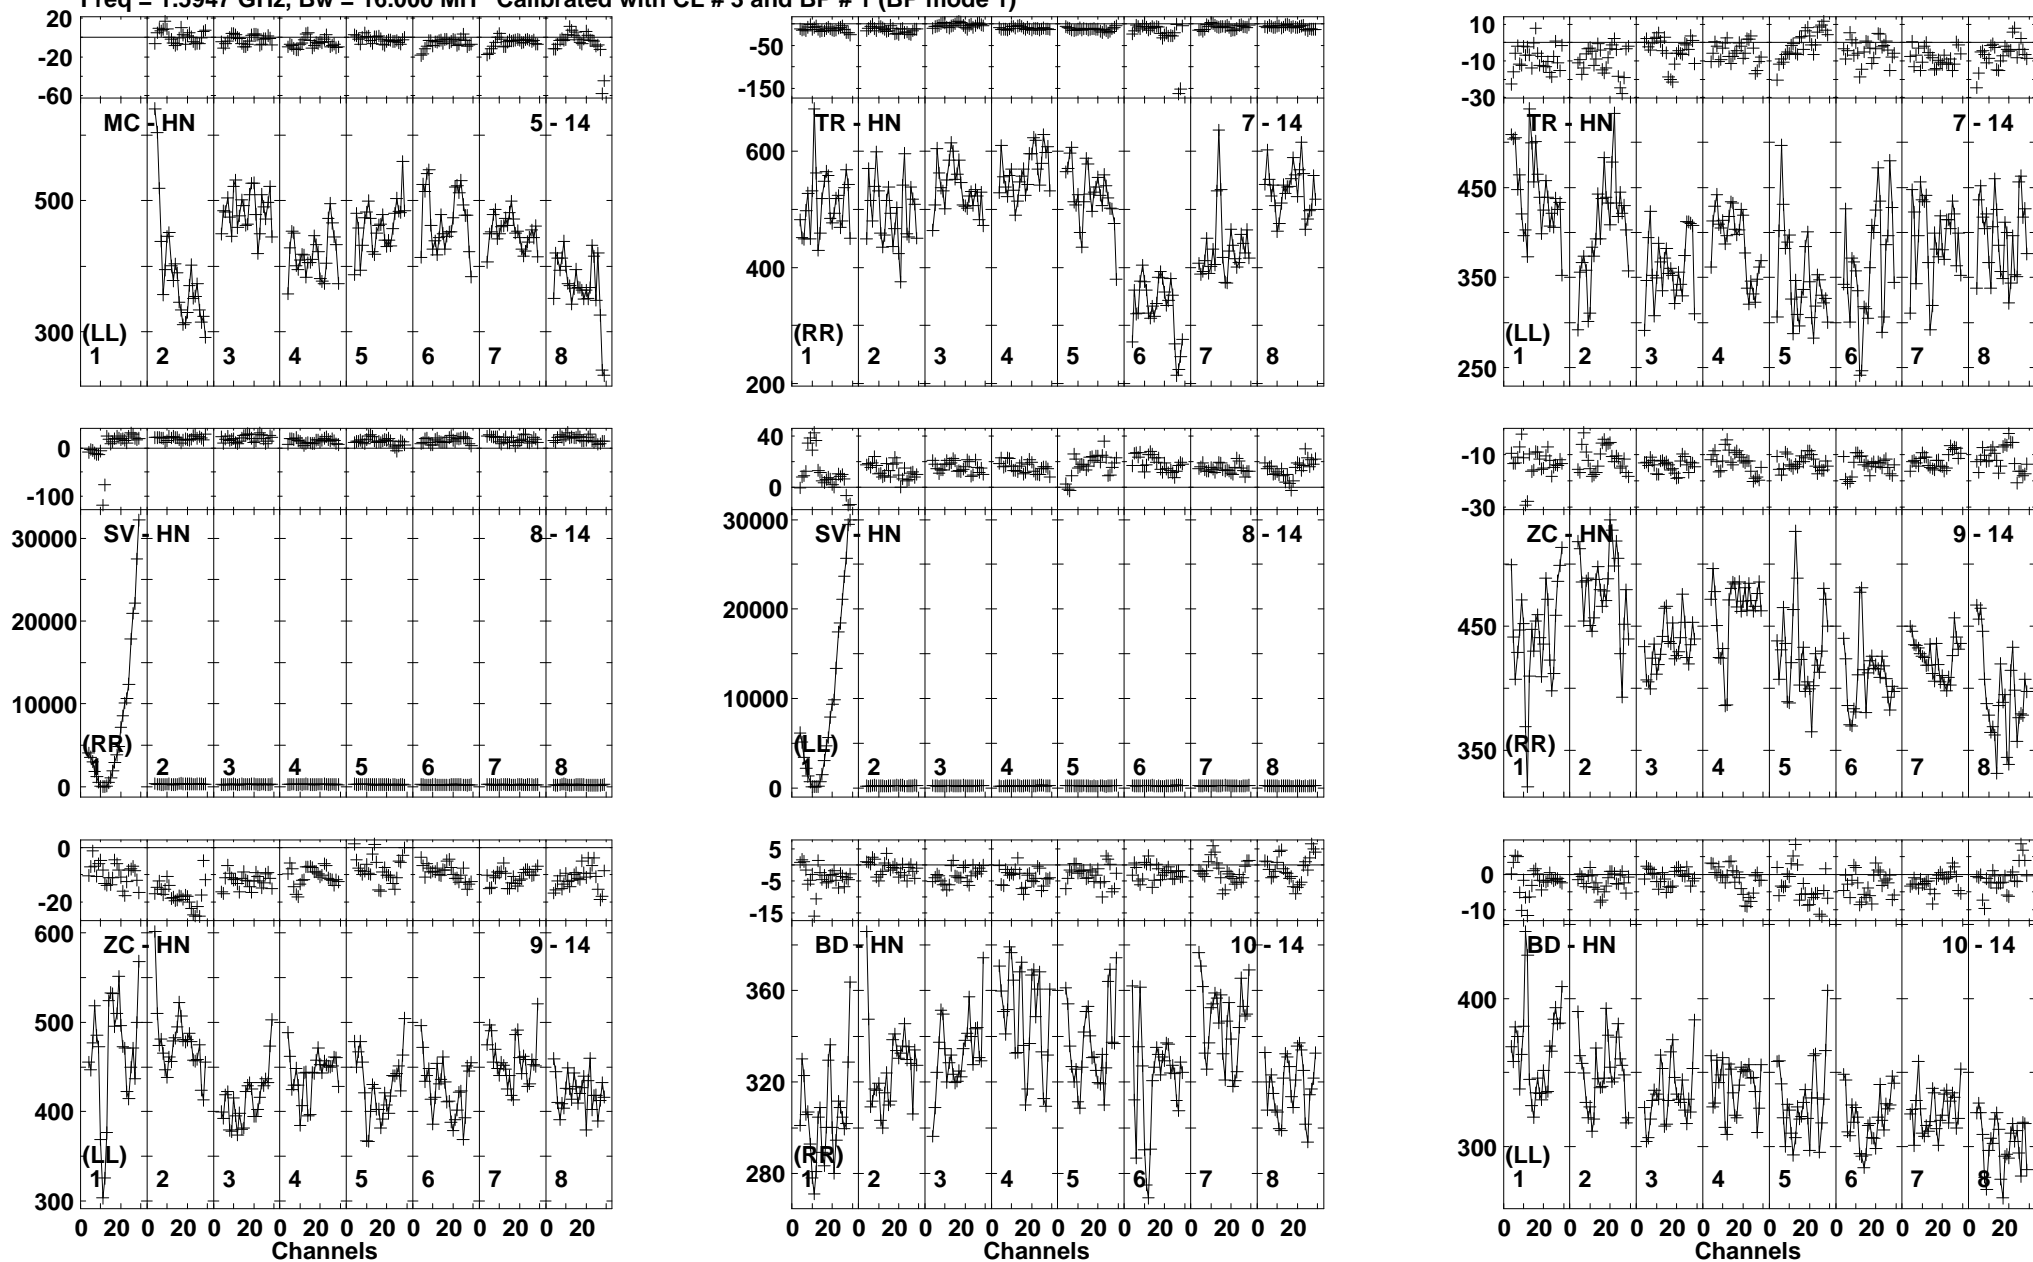 Freq = 1.5947 GHz, Bw = 16.000 MH Calibrated with CL # 3 and BP # 1 (BP mode 1)
20
-20
-60
MC - HN 5 - 14
500
300
(LL)
1 2 3 4 5 6 7 8
-50
-150
TR - HN 7 - 14
600
400
200
(RR)
1 2 3 4 5 6 7 8
10
-10
-30
TR - HN 7 - 14
450
350
250
(LL)
1 2 3 4 5 6 7 8
0
-100
SV - HN 8 - 14
30000
20000
10000
0
(RR)
1 2 3 4 5 6 7 8
40
20
0
SV - HN 8 - 14
30000
20000
10000
0
(LL)
1 2 3 4 5 6 7 8
-10
-30
ZC - HN 9 - 14
450
350
(RR)
1 2 3 4 5 6 7 8
0
-20
ZC - HN 9 - 14
600
500
400
300
(LL)
1 2 3 4 5 6 7 8
0 20 0 20 0 20 0 20 0 20 0 20 0 20 0 20
Channels
5
-5
-15
BD - HN 10 - 14
360
320
280
(RR)
1 2 3 4 5 6 7 8
0 20 0 20 0 20 0 20 0 20 0 20 0 20 0 20
Channels
0
-10
BD - HN 10 - 14
400
300
(LL)
1 2 3 4 5 6 7 8
0 20 0 20 0 20 0 20 0 20 0 20 0 20 0 20
Channels